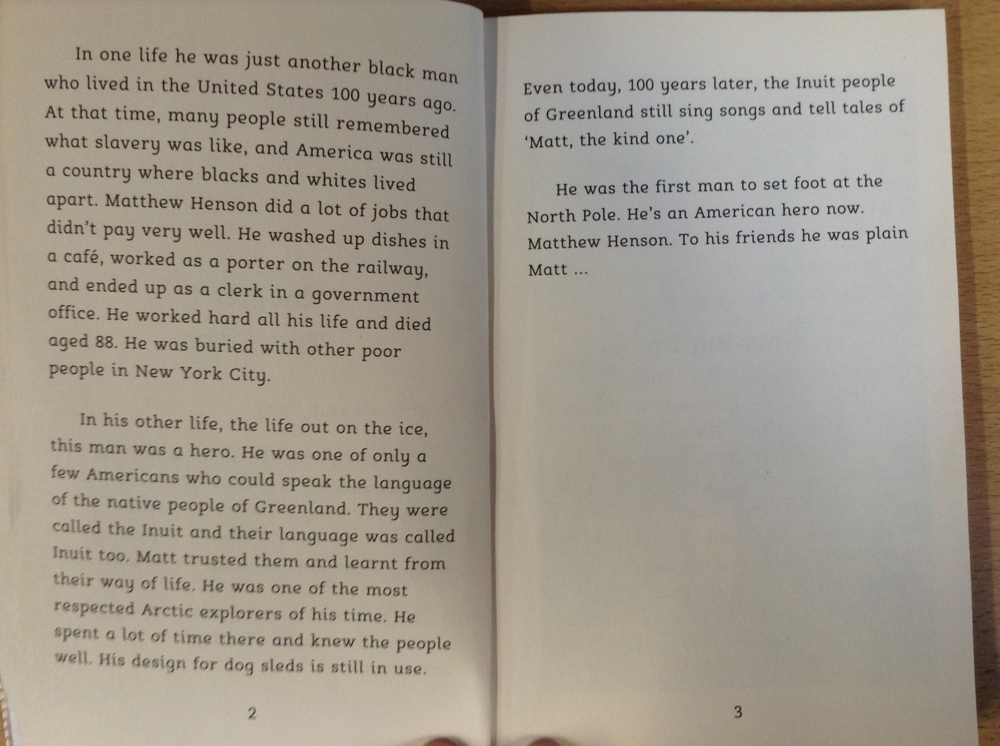 In one life he was just another black man
who lived in the United States 100 years ago.
At that time, many people still remembered
what slavery was like, and America was still
a country where blacks and whites lived
apart. Matthew Henson did a lot of jobs that
didn't pay very well. He washed up dishes in
a café, worked as a porter on the railway,
and ended up as a clerk in a government
office. He worked hard all his life and died
aged 88. He was buried with other poor
people in New York City.
In his other life, the life out on the ice,
this man was a hero. He was one of only a
few Americans who could speak the language
of the native people of Greenland. They were
called the Inuit and their language was called
Inuit too. Matt trusted them and learnt from
their way of life. He was one of the most
respected Arctic explorers of his time. He
spent a lot of time there and knew the people
well. His design for dog sleds is still in use.
2
Even today, 100 years later, the Inuit people
of Greenland still sing songs and tell tales of
‘Matt, the kind one’.
He was the first man to set foot at the
North Pole. He’s an American hero now.
Matthew Henson. To his friends he was plain
Matt ...
3